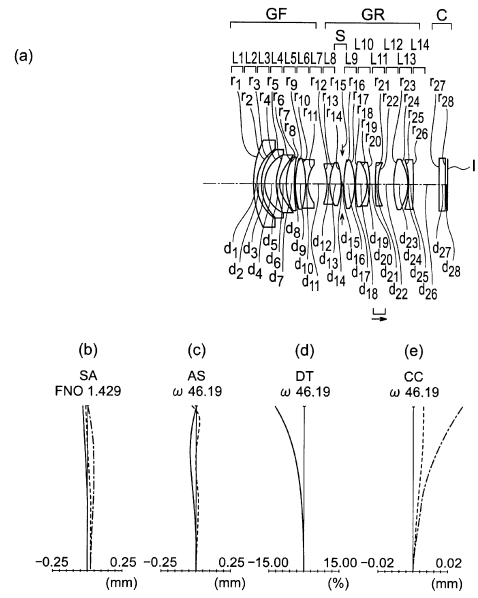 GF GR C
(a)
S L10 L12 L14
L1 L2 L3 L4 L5 L6 L7 L8 L9 L11 L13
r1 r3 r5 r9 r12 r15 r16 r21 r23 r27
r2 r4 r6 r10 r13 r17 r22 r24 r28
r7 r11 r14 r18 r25
r8 r19 r26
r20
I
d1 d3 d5 d8 d12 d15 d19 d23 d27
d2 d4 d6 d9 d13 d16 d20 d24 d28
d7 d10 d14 d17 d21 d25
d11 d18 d22 d26
(b) (c) (d) (e)
SA AS DT CC
FNO 1.429 ω 46.19 ω 46.19 ω 46.19
−0.25 0.25 −0.25 0.25 −15.00 15.00 −0.02 0.02
(mm) (mm) (%) (mm)